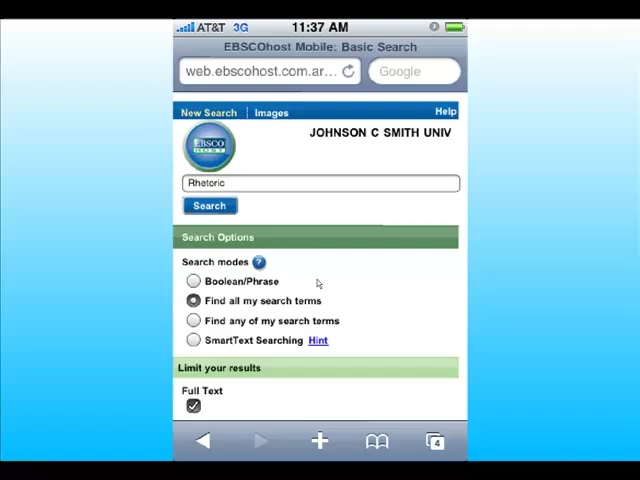 AT&T 3G 11:37 AM
EBSCOhost Mobile: Basic Search
web.ebscohost.com.ar... Google
New Search Images Help
EBSCO
HOST
JOHNSON C SMITH UNIV
Rhetoric
Search
Search Options
Search modes ?
Boolean/Phrase
Find all my search terms
Find any of my search terms
SmartText Searching Hint
Limit your results
Full Text
4